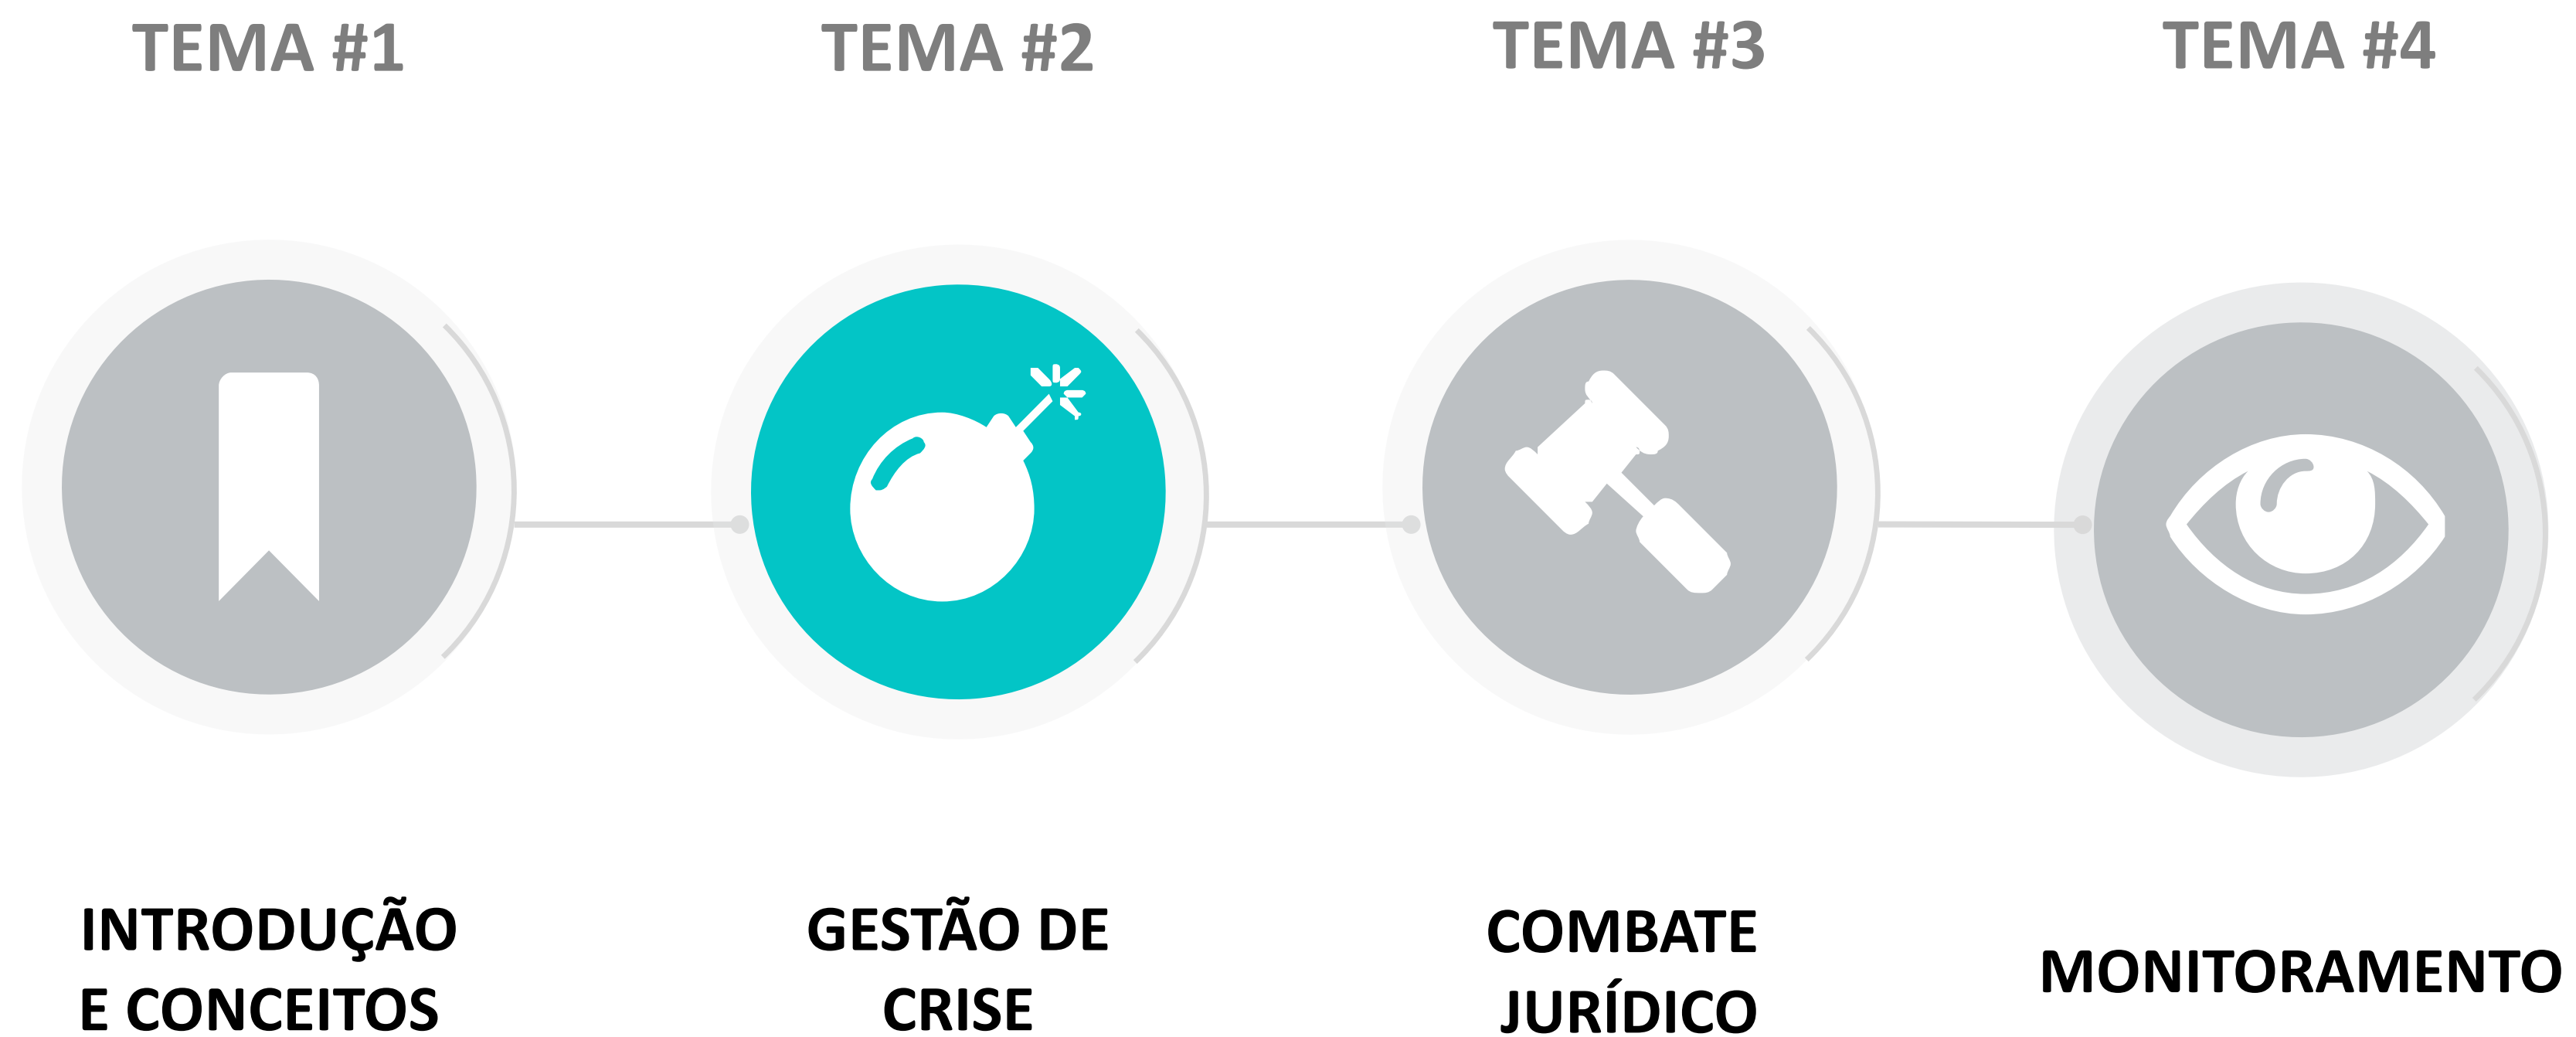 TEMA #1
TEMA #2
TEMA #3
TEMA #4
INTRODUÇÃO
E CONCEITOS
GESTÃO DE
CRISE
COMBATE
JURÍDICO
MONITORAMENTO